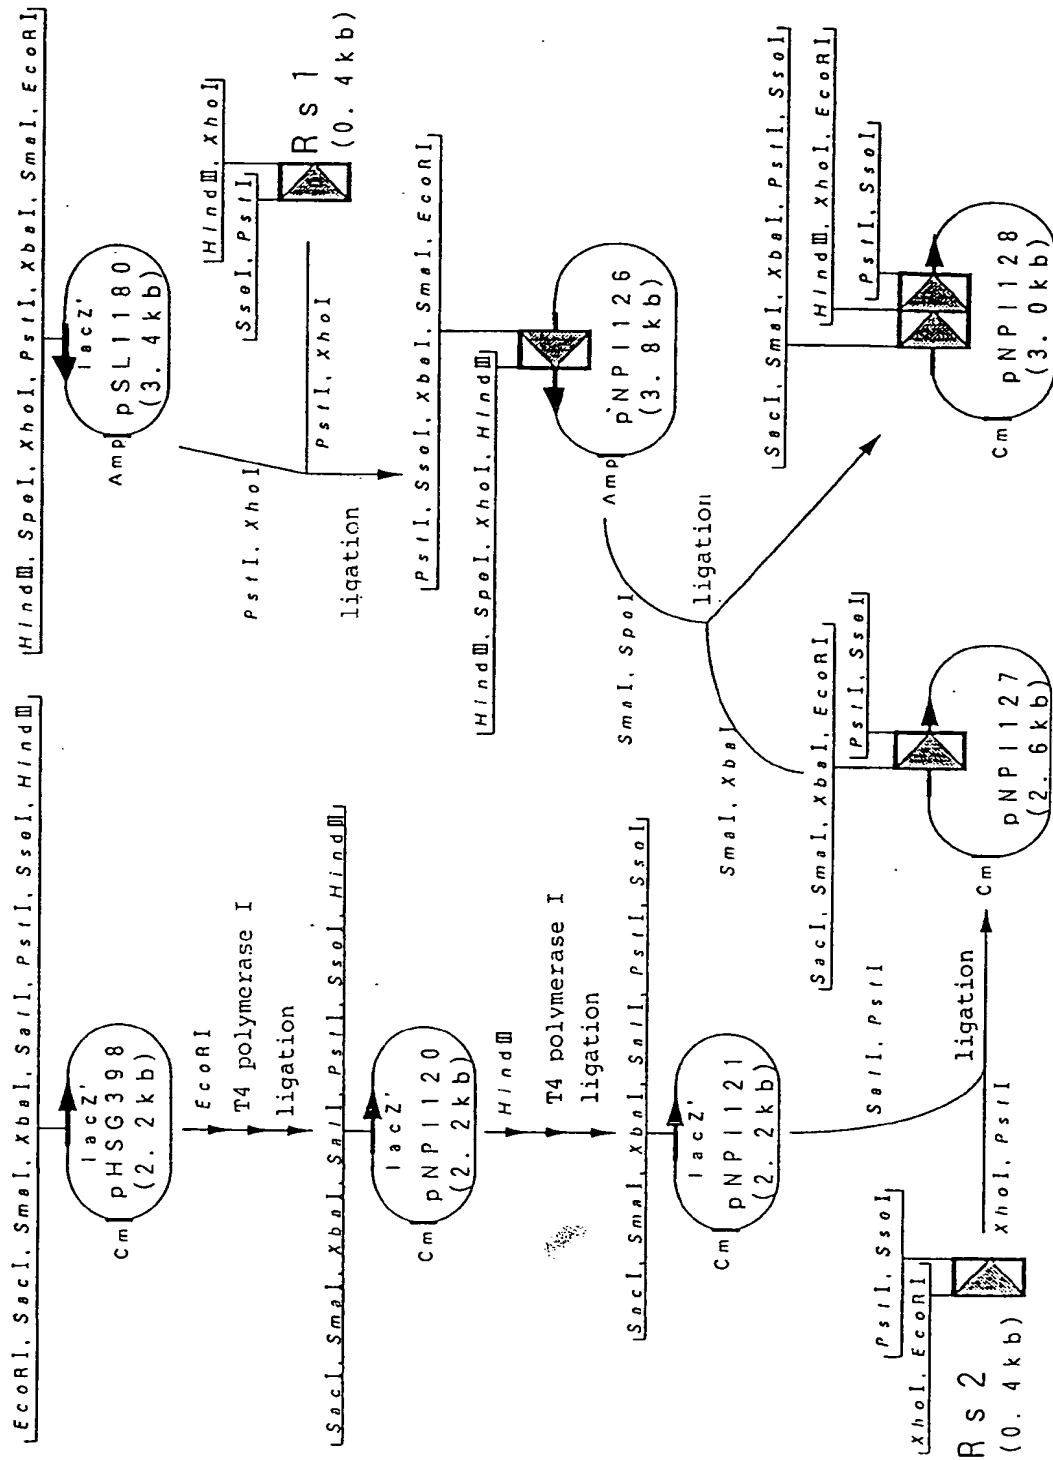 EcoRI, SacI, SmaI, XbaI, SalI, PstI, SseI, HindⅢ
lacZ'
Cm
pHSG398
(2. 2kb)
EcoRI
T4 polymerase I
ligation
SacI, SmaI, XbaI, SalI, PstI, SseI, HindⅢ
lacZ'
Cm
pNPI120
(2. 2kb)
HindⅢ
T4 polymerase I
ligation
SacI, SmaI, XbaI, SalI, PstI, SseI
lacZ'
Cm
pNPI121
(2. 2kb)
SalI, PstI
ligation
PstI, SseI
XhoI, EcoRI
Rs2
(0. 4kb)
XhoI, PstI
HindⅢ, SpeI, XhoI, PstI, XbaI, SmaI, EcoRI
lacZ'
Amp
pSL1180
(3. 4kb)
PstI, XhoI
HindⅢ, XhoI
SseI, PstI
Rs1
(0. 4kb)
PstI, XhoI
ligation
PstI, SseI, XbaI, SmaI, EcoRI
HindⅢ, SpeI, XhoI, HindⅢ
Amp
pNPI126
(3. 8kb)
SmaI, SpeI
ligation
SmaI, XbaI
SacI, SmaI, XbaI, EcoRI
PstI, SseI
Cm
pNPI127
(2. 6kb)
SacI, SmaI, XbaI, PstI, SseI
HindⅢ, XhoI, EcoRI
PstI, SseI
Cm
pNPI128
(3. 0kb)